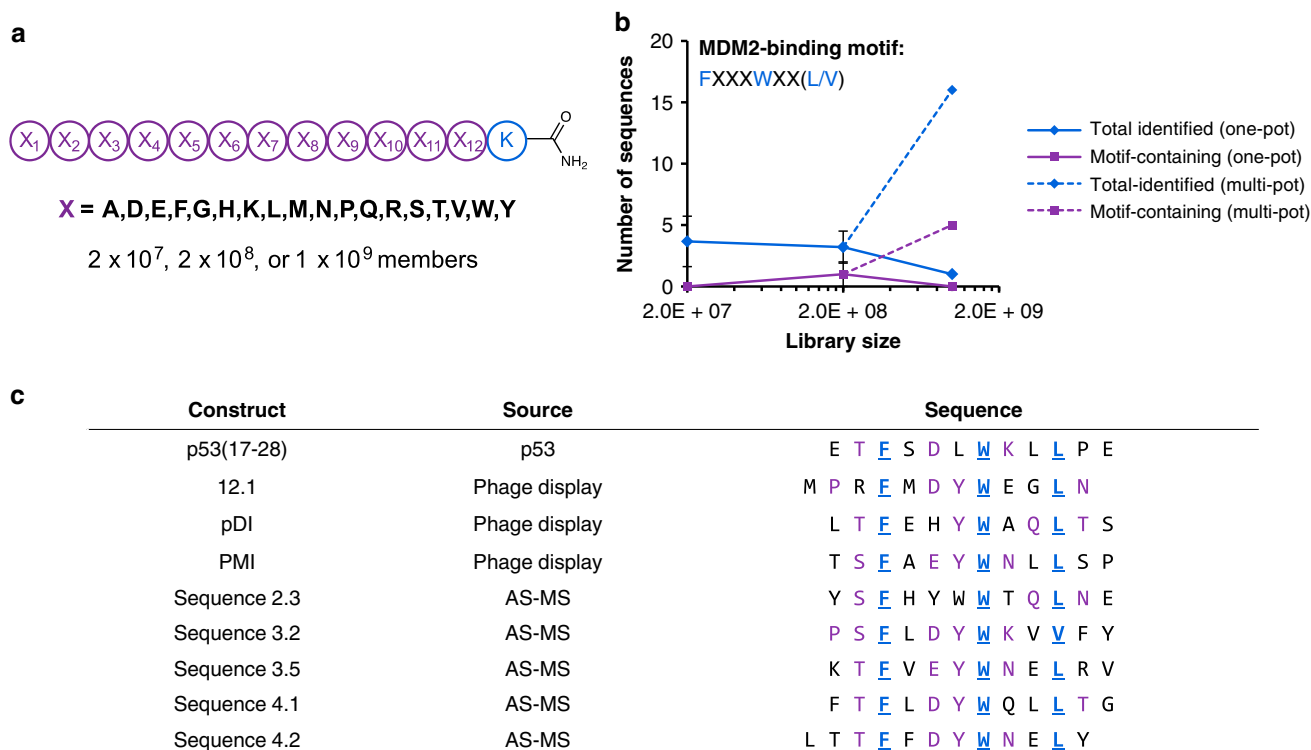 a
X1 X2 X3 X4 X5 X6 X7 X8 X9 X10 X11 X12 K O NH2
X = A,D,E,F,G,H,K,L,M,N,P,Q,R,S,T,V,W,Y
2 x 10^7, 2 x 10^8, or 1 x 10^9 members
b
MDM2-binding motif:
FXXXWXX(L/V)
Number of sequences
20
15
10
5
0
2.0E + 07 2.0E + 08 2.0E + 09
Library size
Total identified (one-pot)
Motif-containing (one-pot)
Total-identified (multi-pot)
Motif-containing (multi-pot)
c
Construct Source Sequence
p53(17-28) p53 E T F S D L W K L L P E
12.1 Phage display M P R F M D Y W E G L N
pDI Phage display L T F E H Y W A Q L T S
PMI Phage display T S F A E Y W N L L S P
Sequence 2.3 AS-MS Y S F H Y W W T Q L N E
Sequence 3.2 AS-MS P S F L D Y W K V V F Y
Sequence 3.5 AS-MS K T F V E Y W N E L R V
Sequence 4.1 AS-MS F T F L D Y W Q L L T G
Sequence 4.2 AS-MS L T T F F D Y W N E L Y